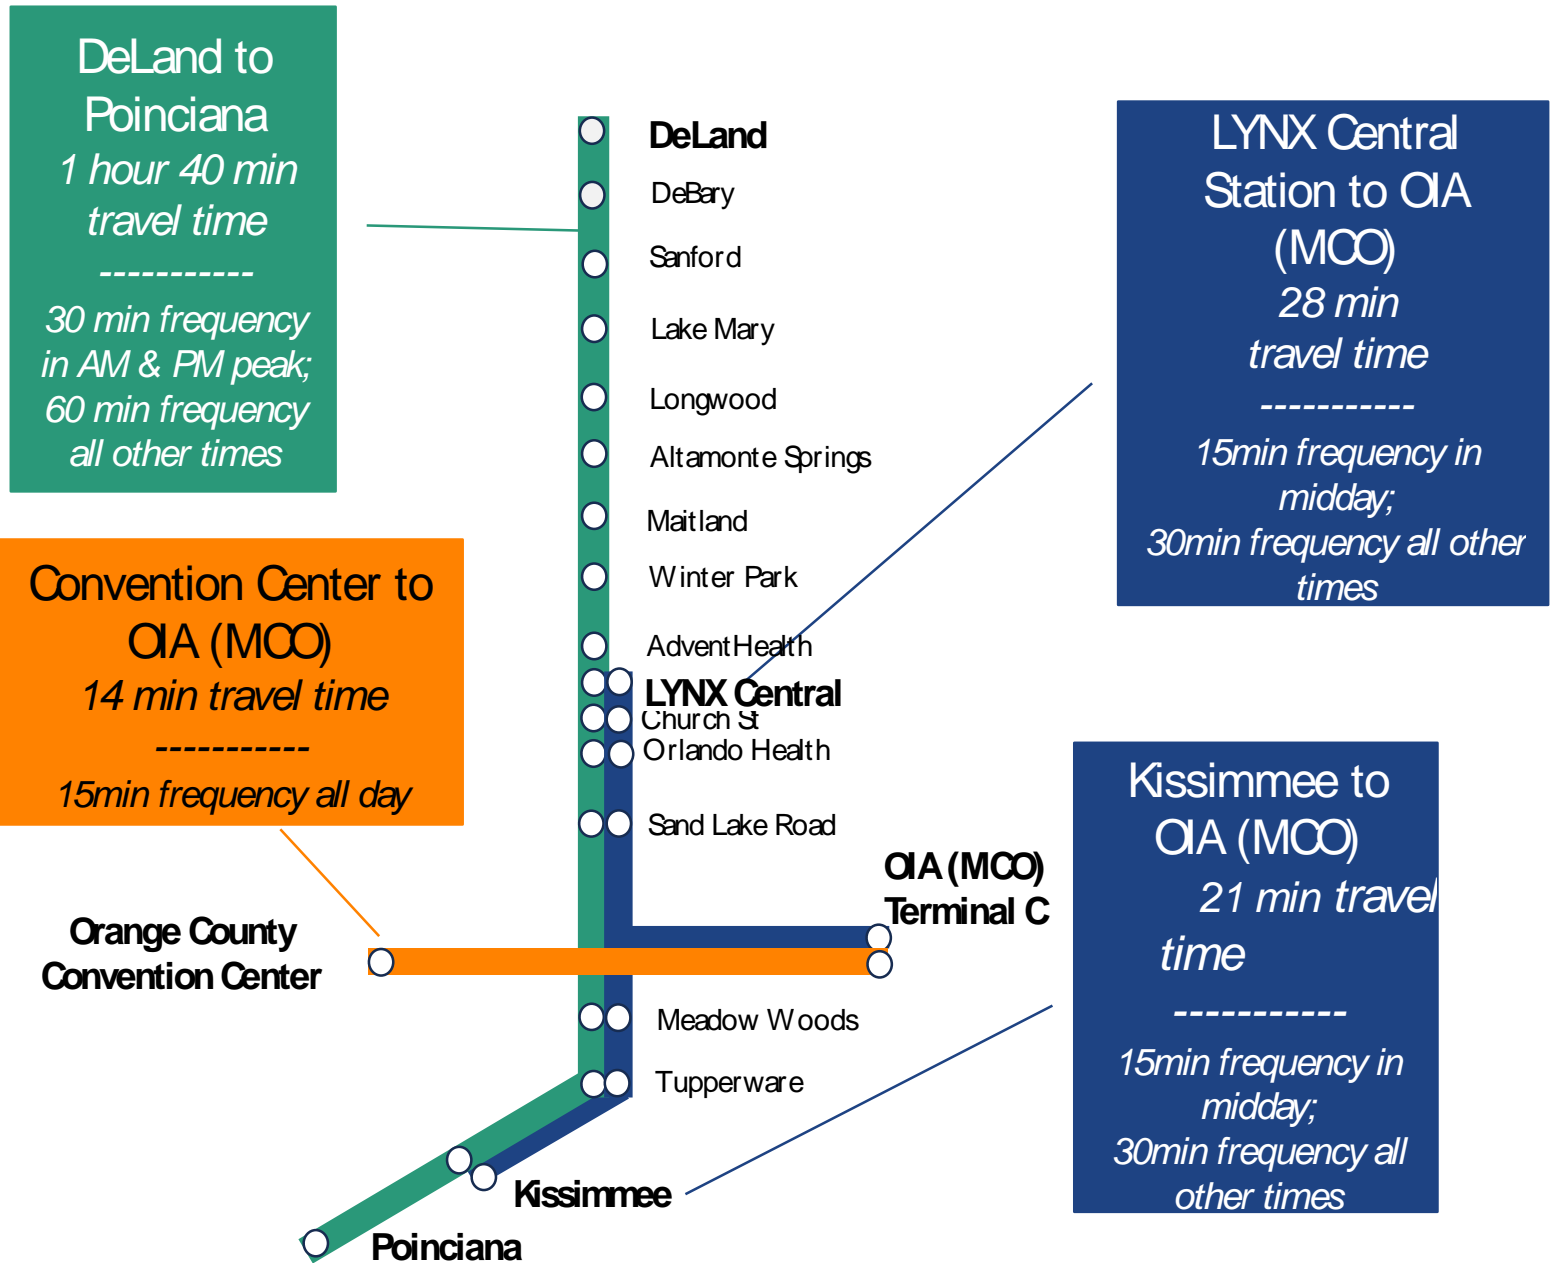 DeLand to
Poinciana
1 hour 40 min
travel time
-----------
30 min frequency
in AM & PM peak;
60 min frequency
all other times
Convention Center to
OIA (MCO)
14 min travel time
-----------
15min frequency all day
Orange County
Convention Center
DeLand
DeBary
Sanford
Lake Mary
Longwood
Altamonte Springs
Maitland
Winter Park
AdventHealth
LYNX Central
Church St
Orlando Health
Sand Lake Road
OIA (MCO)
Terminal C
Meadow Woods
Tupperware
Kissimmee
Poinciana
LYNX Central
Station to OIA
(MCO)
28 min
travel time
-----------
15min frequency in
midday;
30min frequency all other
times
Kissimmee to
OIA (MCO)
21 min travel
time
-----------
15min frequency in
midday;
30min frequency all
other times